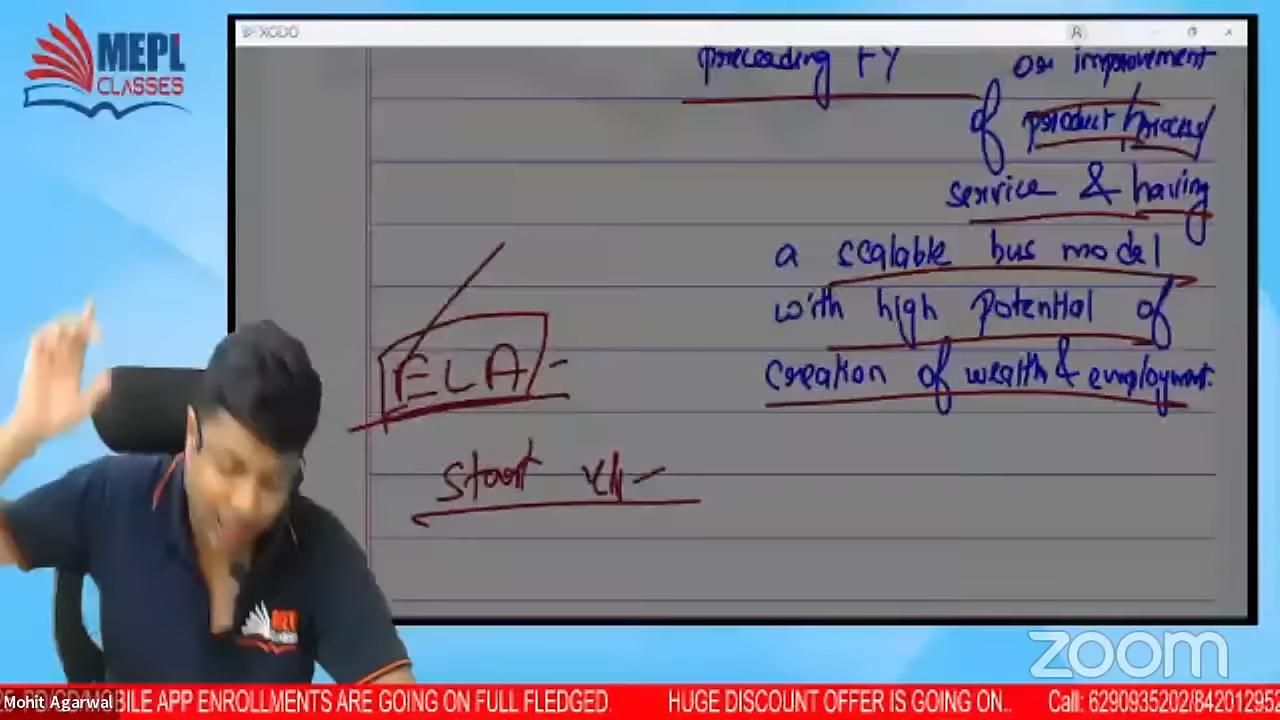 MEPL
CLASSES
XODO
preceeding FY
or improvement
of product/process/
service & having
a scalable bus model
with high potential of
creation of wealth & employment.
ELA -
Start
zoom
Mohit Agarwal
BILE APP ENROLLMENTS ARE GOING ON FULL FLEDGED. HUGE DISCOUNT OFFER IS GOING ON.. Call: 6290935202/842012952